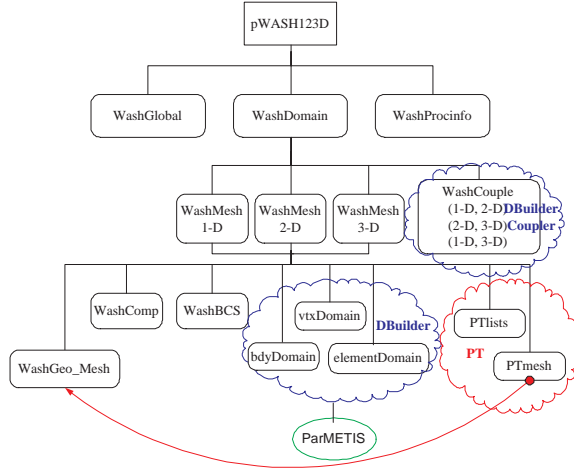 pWASH123D
WashGlobal
WashDomain
WashProcinfo
WashMesh
1-D
WashMesh
2-D
WashMesh
3-D
WashCouple
(1-D, 2-D)DBuilder
(2-D, 3-D)Coupler
(1-D, 3-D)
WashComp
WashBCS
vtxDomain
DBuilder
PTlists
bdyDomain
elementDomain
PT
WashGeo_Mesh
PTmesh
ParMETIS